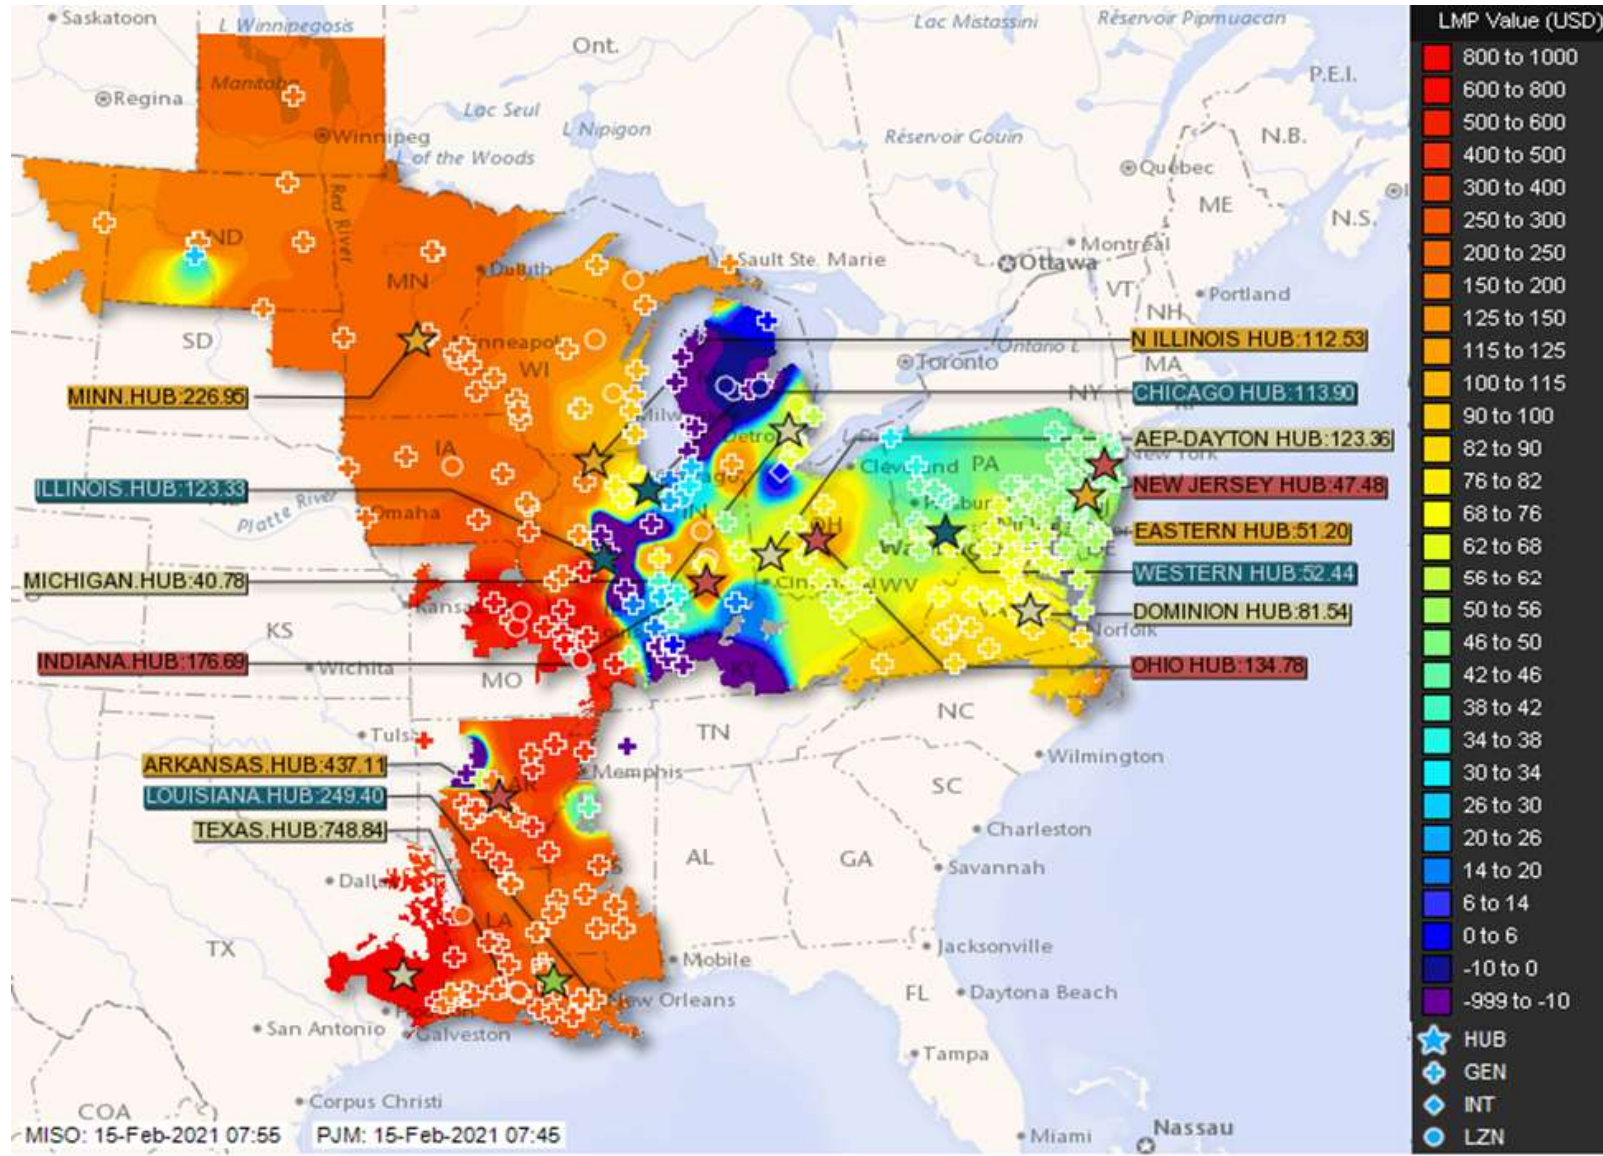 Saskatoon
L Winnipegosis
Lac Mistassini
Réservoir Pipmuacan
Ont.
P.E.I.
L Manitoba
Regina
Lac Seul
Winnipeg
L Nipigon
Réservoir Gouin
N.B.
L of the Woods
Québec
Red River
ME
N.S.
ND
Montréal
Sault Ste. Marie
Ottawa
MN
Duluth
VT
Portland
NH
SD
Ontario L
N ILLINOIS HUB:112.53
Toronto
MA
WI
NY
MINN.HUB:226.95
CHICAGO HUB:113.90
AEP-DAYTON HUB:123.36
IA
Cleveland
PA
New York
ILLINOIS.HUB:123.33
NEW JERSEY HUB:47.48
Platte River
Omaha
IN
OH
EASTERN HUB:51.20
MICHIGAN.HUB:40.78
WV
WESTERN HUB:52.44
DOMINION HUB:81.54
KS
Norfolk
INDIANA.HUB:176.69
Wichita
MO
KY
OHIO HUB:134.78
NC
TN
Wilmington
ARKANSAS.HUB:437.11
Memphis
AR
SC
LOUISIANA.HUB:249.40
TEXAS.HUB:748.84
Charleston
AL
GA
Savannah
LA
TX
Jacksonville
Mobile
New Orleans
FL
Daytona Beach
San Antonio
Galveston
Tampa
Corpus Christi
COA
Miami
Nassau
MISO: 15-Feb-2021 07:55
PJM: 15-Feb-2021 07:45
LMP Value (USD)
800 to 1000
600 to 800
500 to 600
400 to 500
300 to 400
250 to 300
200 to 250
150 to 200
125 to 150
115 to 125
100 to 115
90 to 100
82 to 90
76 to 82
68 to 76
62 to 68
56 to 62
50 to 56
46 to 50
42 to 46
38 to 42
34 to 38
30 to 34
26 to 30
20 to 26
14 to 20
6 to 14
0 to 6
-10 to 0
-999 to -10
HUB
GEN
INT
LZN